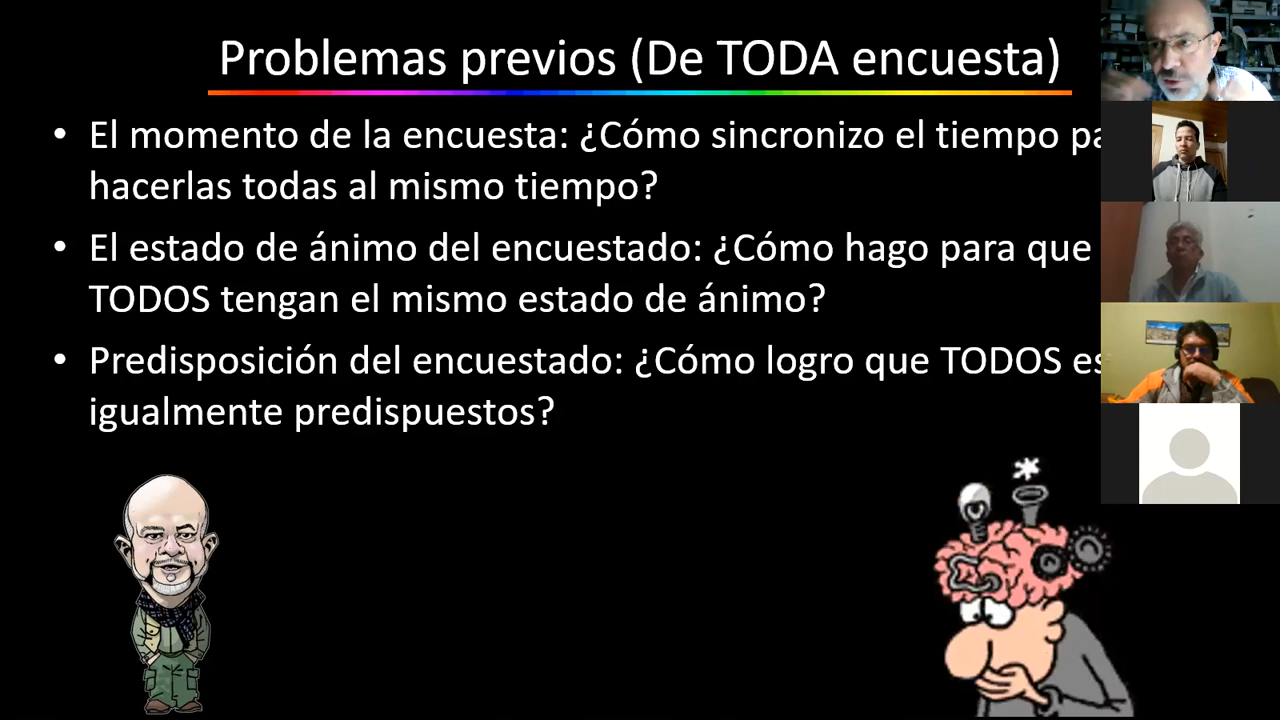 Problemas previos (De TODA encuesta)
• El momento de la encuesta: ¿Cómo sincronizo el tiempo
hacerlas todas al mismo tiempo?
• El estado de ánimo del encuestado: ¿Cómo hago para que
TODOS tengan el mismo estado de ánimo?
• Predisposición del encuestado: ¿Cómo logro que TODOS
igualmente predispuestos?